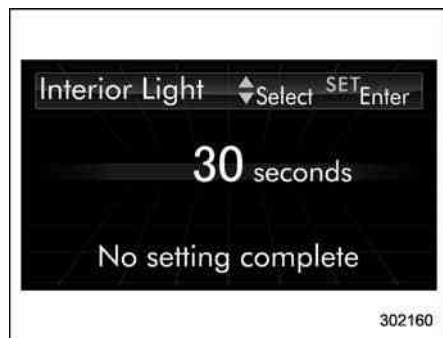 Interior Light Select SET Enter
30 seconds
No setting complete
302160